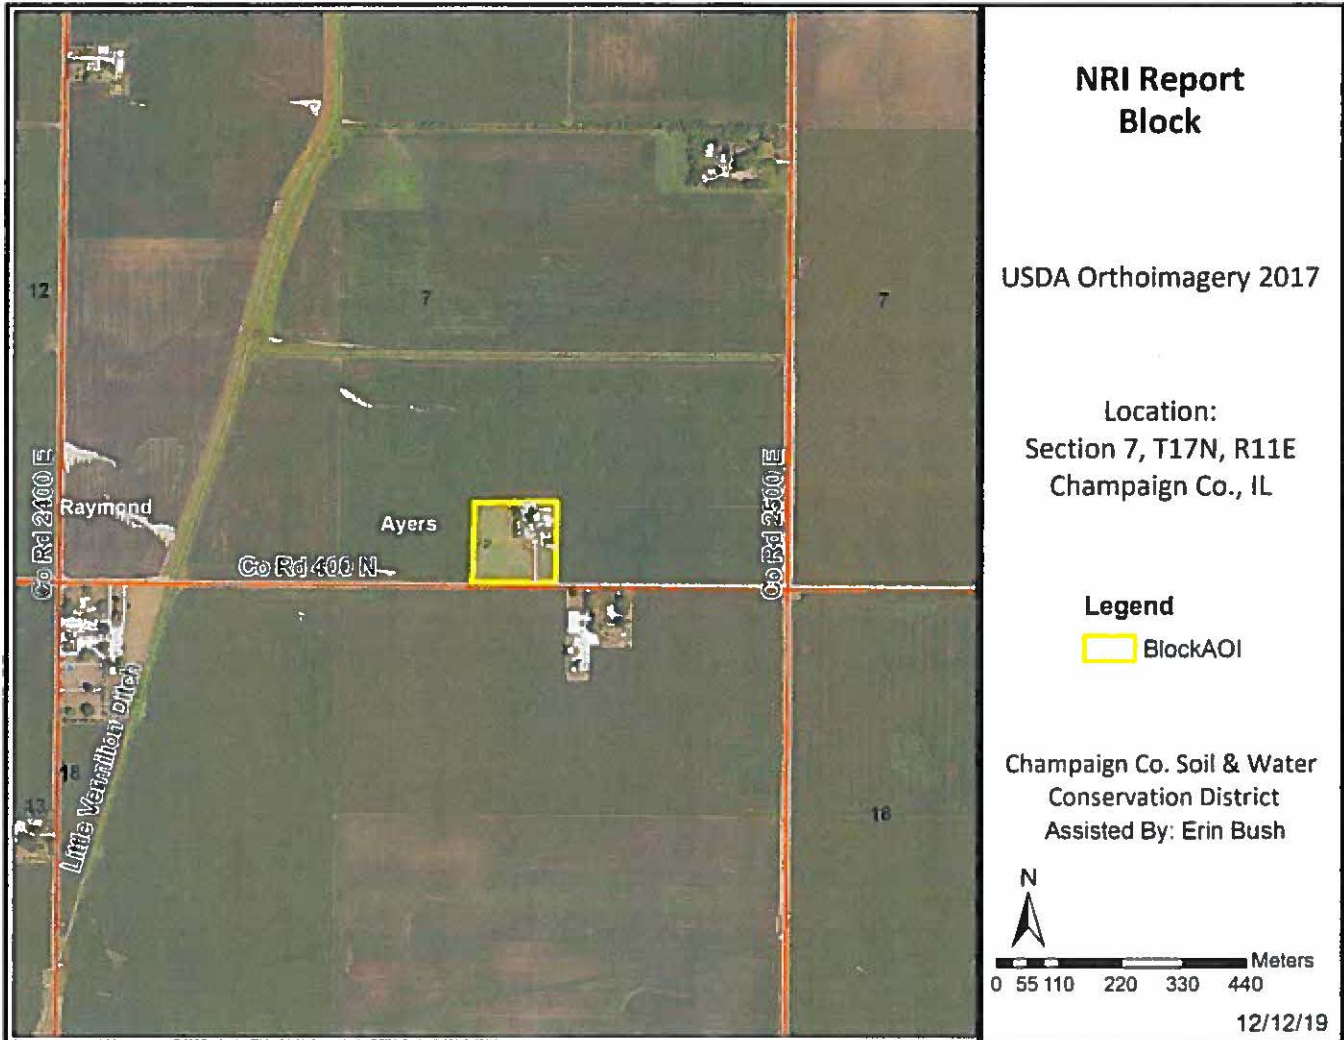 NRI Report
Block
USDA Orthoimagery 2017
Location:
Section 7, T17N, R11E
Champaign Co., IL
Legend
BlockAOI
Champaign Co. Soil & Water
Conservation District
Assisted By: Erin Bush
N
Meters
0 55 110 220 330 440
12/12/19
12
7
7
Co Rd 2400 E
Raymond
Ayers
Co Rd 2500 E
Co Rd 400 N
Little Vermilion Ditch
18
13
18